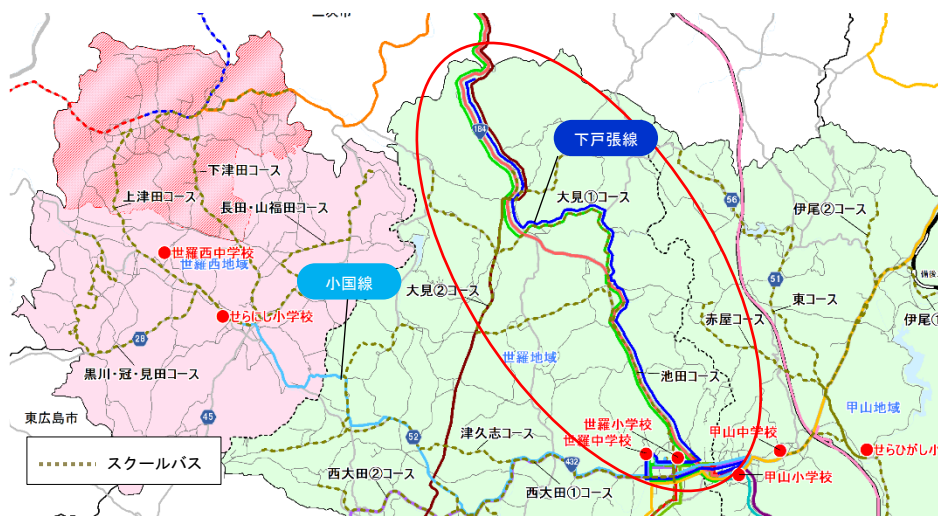 三次市
184
下戸張線
下津田コース
大見①コース
上津田コース
56
長田・山福田コース
伊尾②コース
世羅西中学校
世羅西地域
小国線
51
大見②コース
東コース
備後
せらにし小学校
赤屋コース
伊尾①
28
世羅地域
黒川・冠・見田コース
池田コース
甲山地域
東広島市
45
世羅小学校
世羅中学校
津久志コース
甲山中学校
52
せらひがし小
スクールバス
432
西大田②コース
西大田①コース
甲山小学校